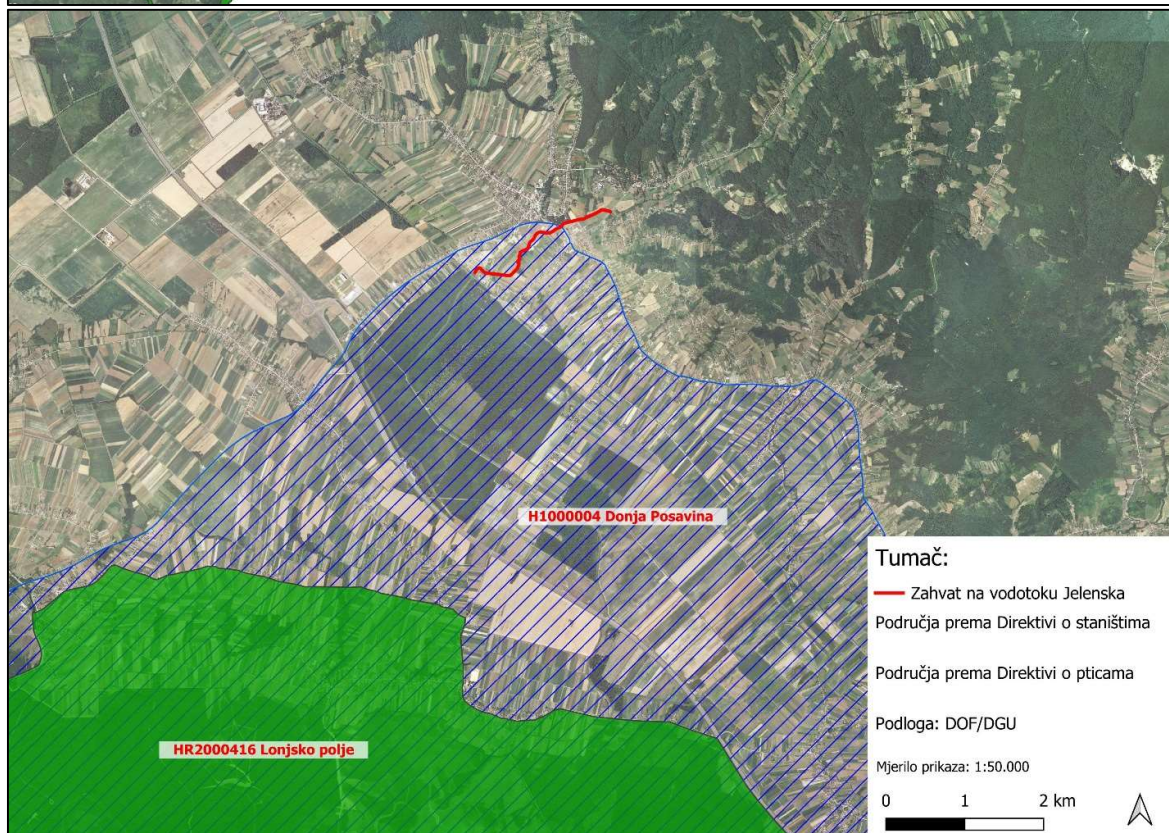 H1000004 Donja Posavina
HR2000416 Lonjsko polje
Tumač:
Zahvat na vodotoku Jelenska
Područja prema Direktivi o staništima
Područja prema Direktivi o pticama
Podloga: DOF/DGU
Mjerilo prikaza: 1:50.000
0 1 2 km